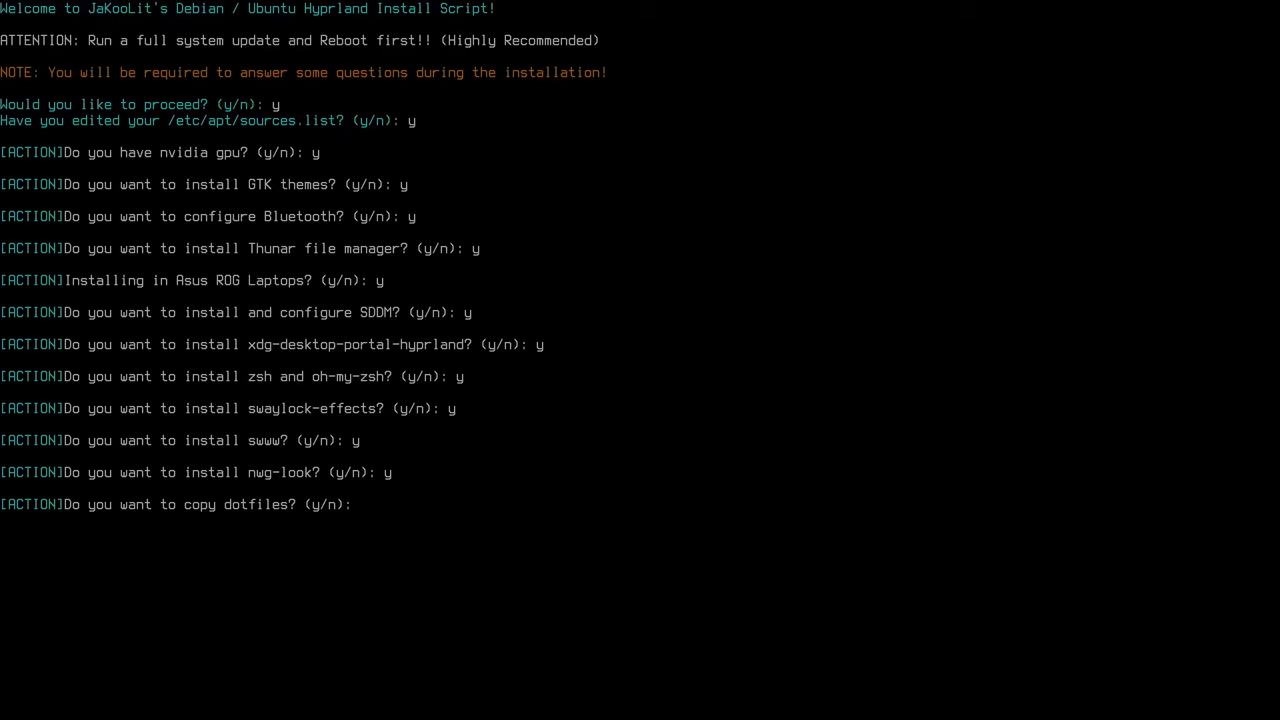 Welcome to JaKooLit's Debian / Ubuntu Hyprland Install Script!
ATTENTION: Run a full system update and Reboot first!! (Highly Recommended)
NOTE: You will be required to answer some questions during the installation!
Would you like to proceed? (y/n): y
Have you edited your /etc/apt/sources.list? (y/n): y
[ACTION]Do you have nvidia gpu? (y/n): y
[ACTION]Do you want to install GTK themes? (y/n): y
[ACTION]Do you want to configure Bluetooth? (y/n): y
[ACTION]Do you want to install Thunar file manager? (y/n): y
[ACTION]Installing in Asus ROG Laptops? (y/n): y
[ACTION]Do you want to install and configure SDDM? (y/n): y
[ACTION]Do you want to install xdg-desktop-portal-hyprland? (y/n): y
[ACTION]Do you want to install zsh and oh-my-zsh? (y/n): y
[ACTION]Do you want to install swaylock-effects? (y/n): y
[ACTION]Do you want to install swww? (y/n): y
[ACTION]Do you want to install nwg-look? (y/n): y
[ACTION]Do you want to copy dotfiles? (y/n):